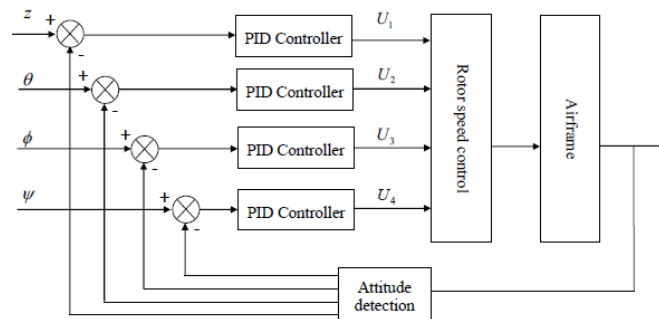 z
+
-
PID Controller
U₁
θ
+
-
PID Controller
U₂
ϕ
+
-
PID Controller
U₃
ψ
+
-
PID Controller
U₄
Rotor speed control
Airframe
Attitude
detection